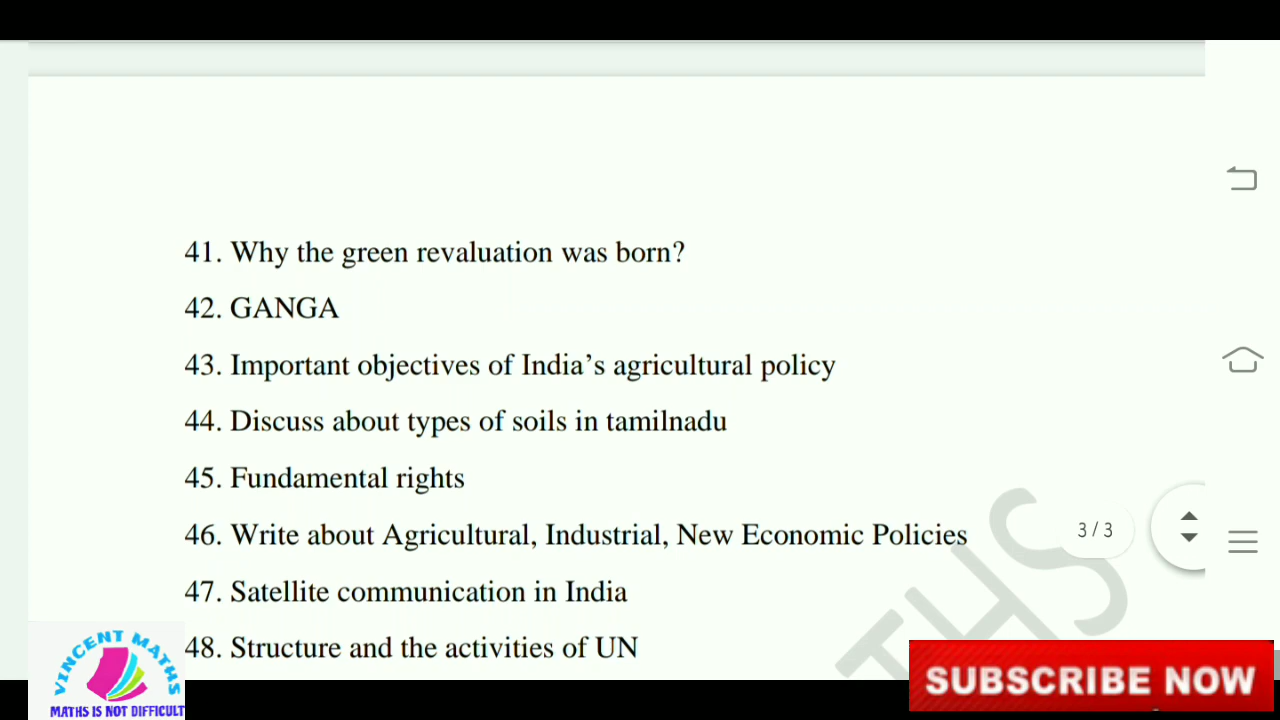 41. Why the green revaluation was born?
42. GANGA
43. Important objectives of India's agricultural policy
44. Discuss about types of soils in tamilnadu
45. Fundamental rights
46. Write about Agricultural, Industrial, New Economic Policies
3 / 3
47. Satellite communication in India
48. Structure and the activities of UN
THS
VINCENT MATHS
MATHS IS NOT DIFFICULT
SUBSCRIBE NOW